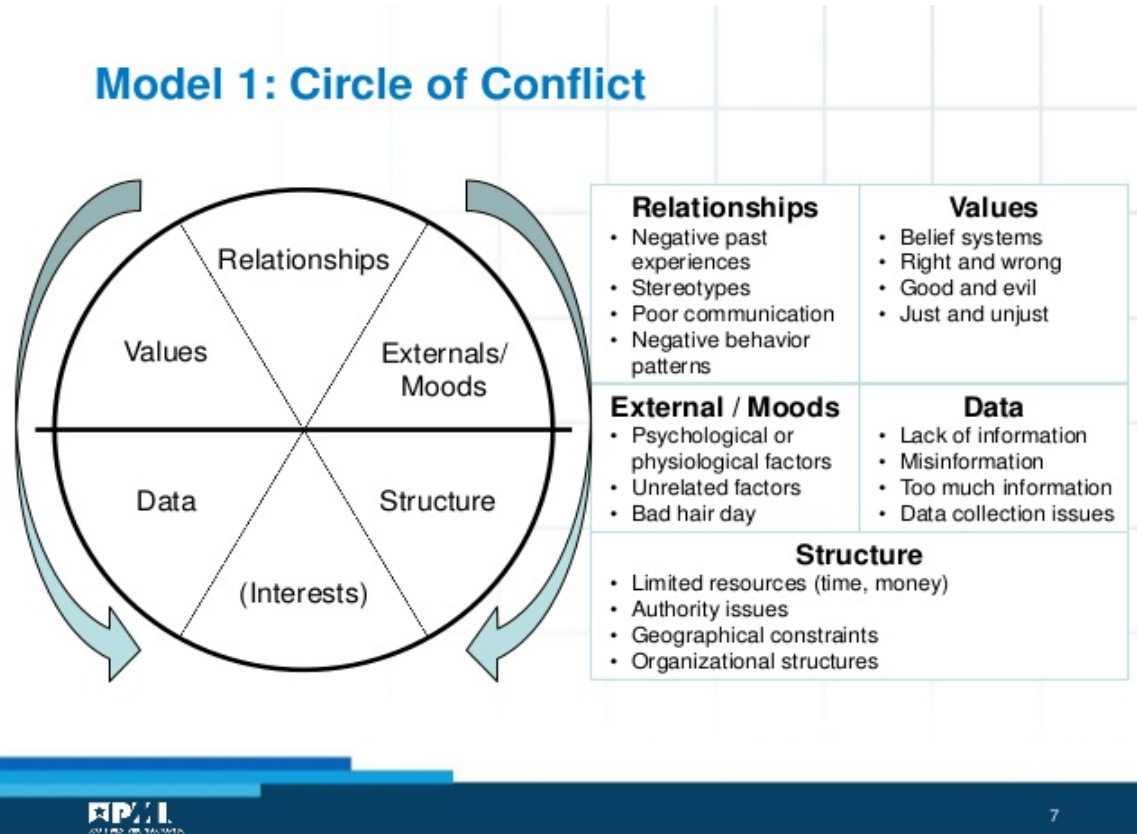 Model 1: Circle of Conflict
Relationships
Values
Externals/
Moods
Data
Structure
(Interests)
Relationships
• Negative past
experiences
• Stereotypes
• Poor communication
• Negative behavior
patterns
Values
• Belief systems
• Right and wrong
• Good and evil
• Just and unjust
External / Moods
• Psychological or
physiological factors
• Unrelated factors
• Bad hair day
Data
• Lack of information
• Misinformation
• Too much information
• Data collection issues
Structure
• Limited resources (time, money)
• Authority issues
• Geographical constraints
• Organizational structures
PMI
7